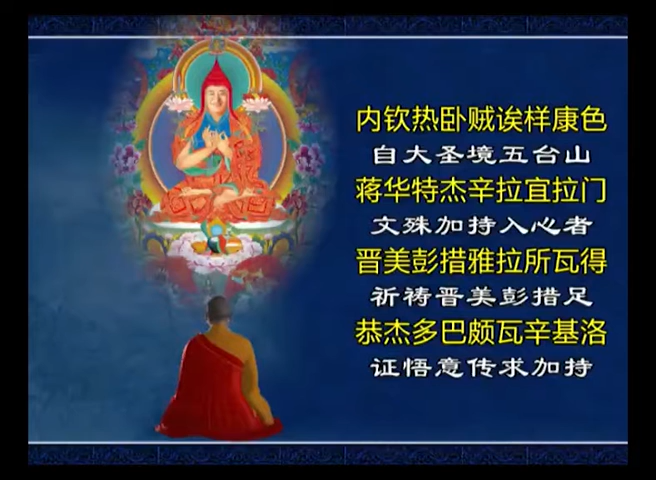 内钦热卧贼诶样康色
自大圣境五台山
蒋华特杰辛拉宜拉门
文殊加持入心者
晋美彭措雅拉所瓦得
祈祷晋美彭措足
恭杰多巴颇瓦辛基洛
证悟意传求加持